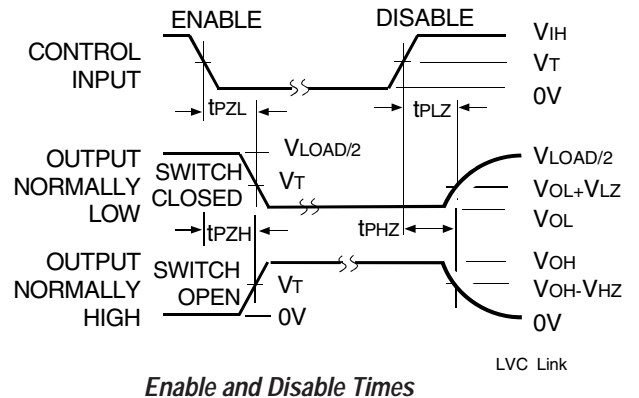 ENABLE
DISABLE
CONTROL
INPUT
VIH
VT
0V
tPZL
tPLZ
OUTPUT
NORMALLY
LOW
SWITCH
CLOSED
VLOAD/2
VT
VLOAD/2
VOL+VLZ
VOL
tPZH
tPHZ
OUTPUT
NORMALLY
HIGH
SWITCH
OPEN
VT
0V
VOH
VOH-VHZ
0V
LVC Link
Enable and Disable Times